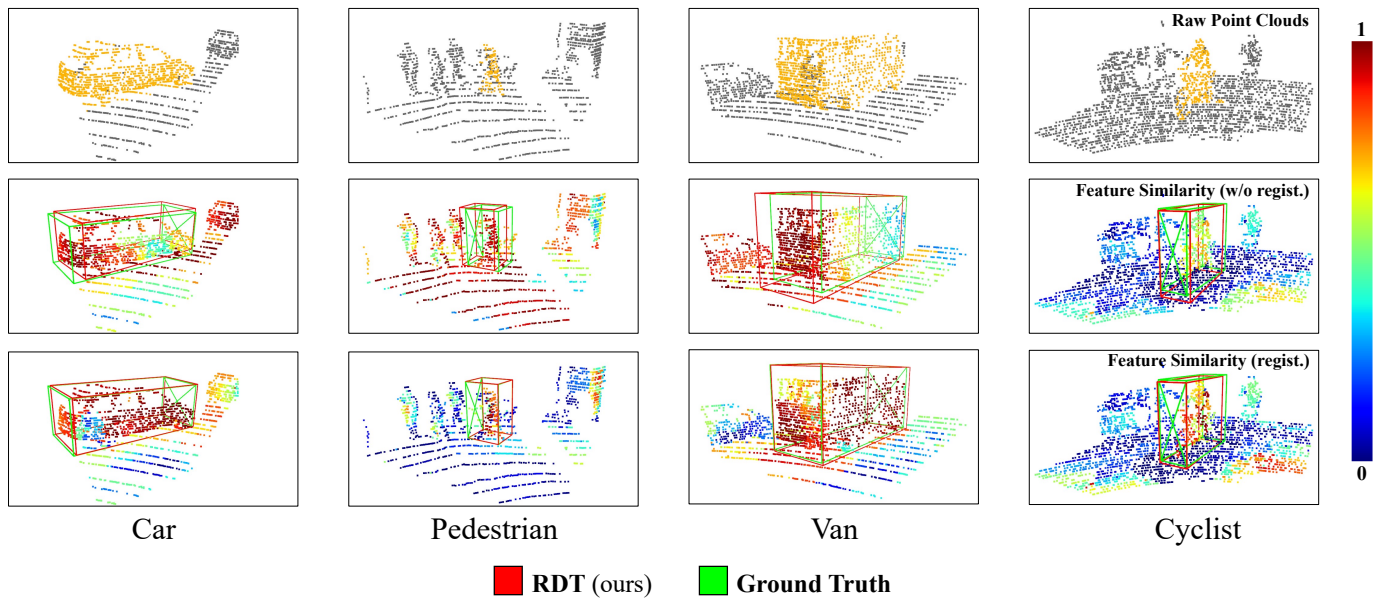 Raw Point Clouds
1
Feature Similarity (w/o regist.)
Feature Similarity (regist.)
0
Car
Pedestrian
Van
Cyclist
RDT (ours)
Ground Truth